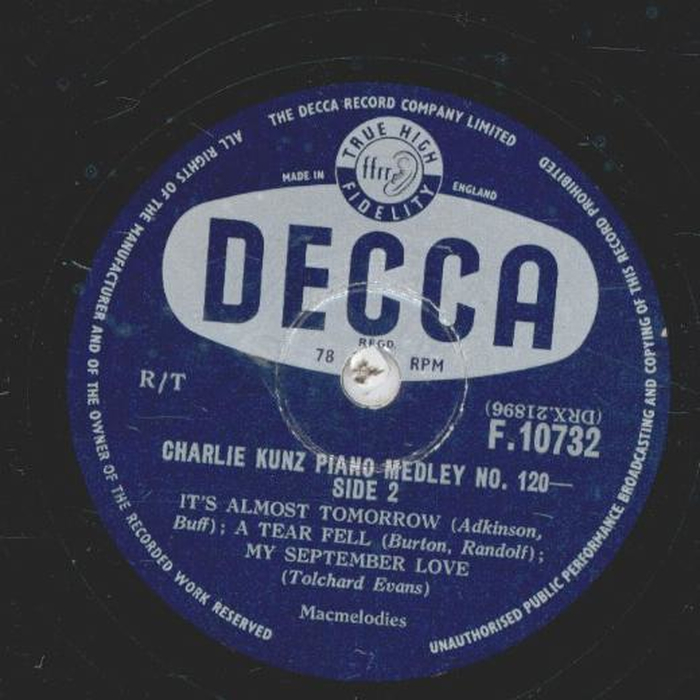 THE DECCA RECORD COMPANY LIMITED
ALL RIGHTS OF THE MANUFACTURER AND OF THE OWNER OF THE RECORDED WORK RESERVED
UNAUTHORISED PUBLIC PERFORMANCE BROADCASTING AND COPYING OF THIS RECORD PROHIBITED
TRUE HIGH
ffrr
FIDELITY
MADE IN ENGLAND
DECCA
REGD.
78 RPM
R/T
(DRX.21896)
F.10732
CHARLIE KUNZ PIANO MEDLEY NO. 120—
SIDE 2
IT'S ALMOST TOMORROW (Adkinson,
Buff); A TEAR FELL (Burton, Randolf);
MY SEPTEMBER LOVE
(Tolchard Evans)
Macmelodies